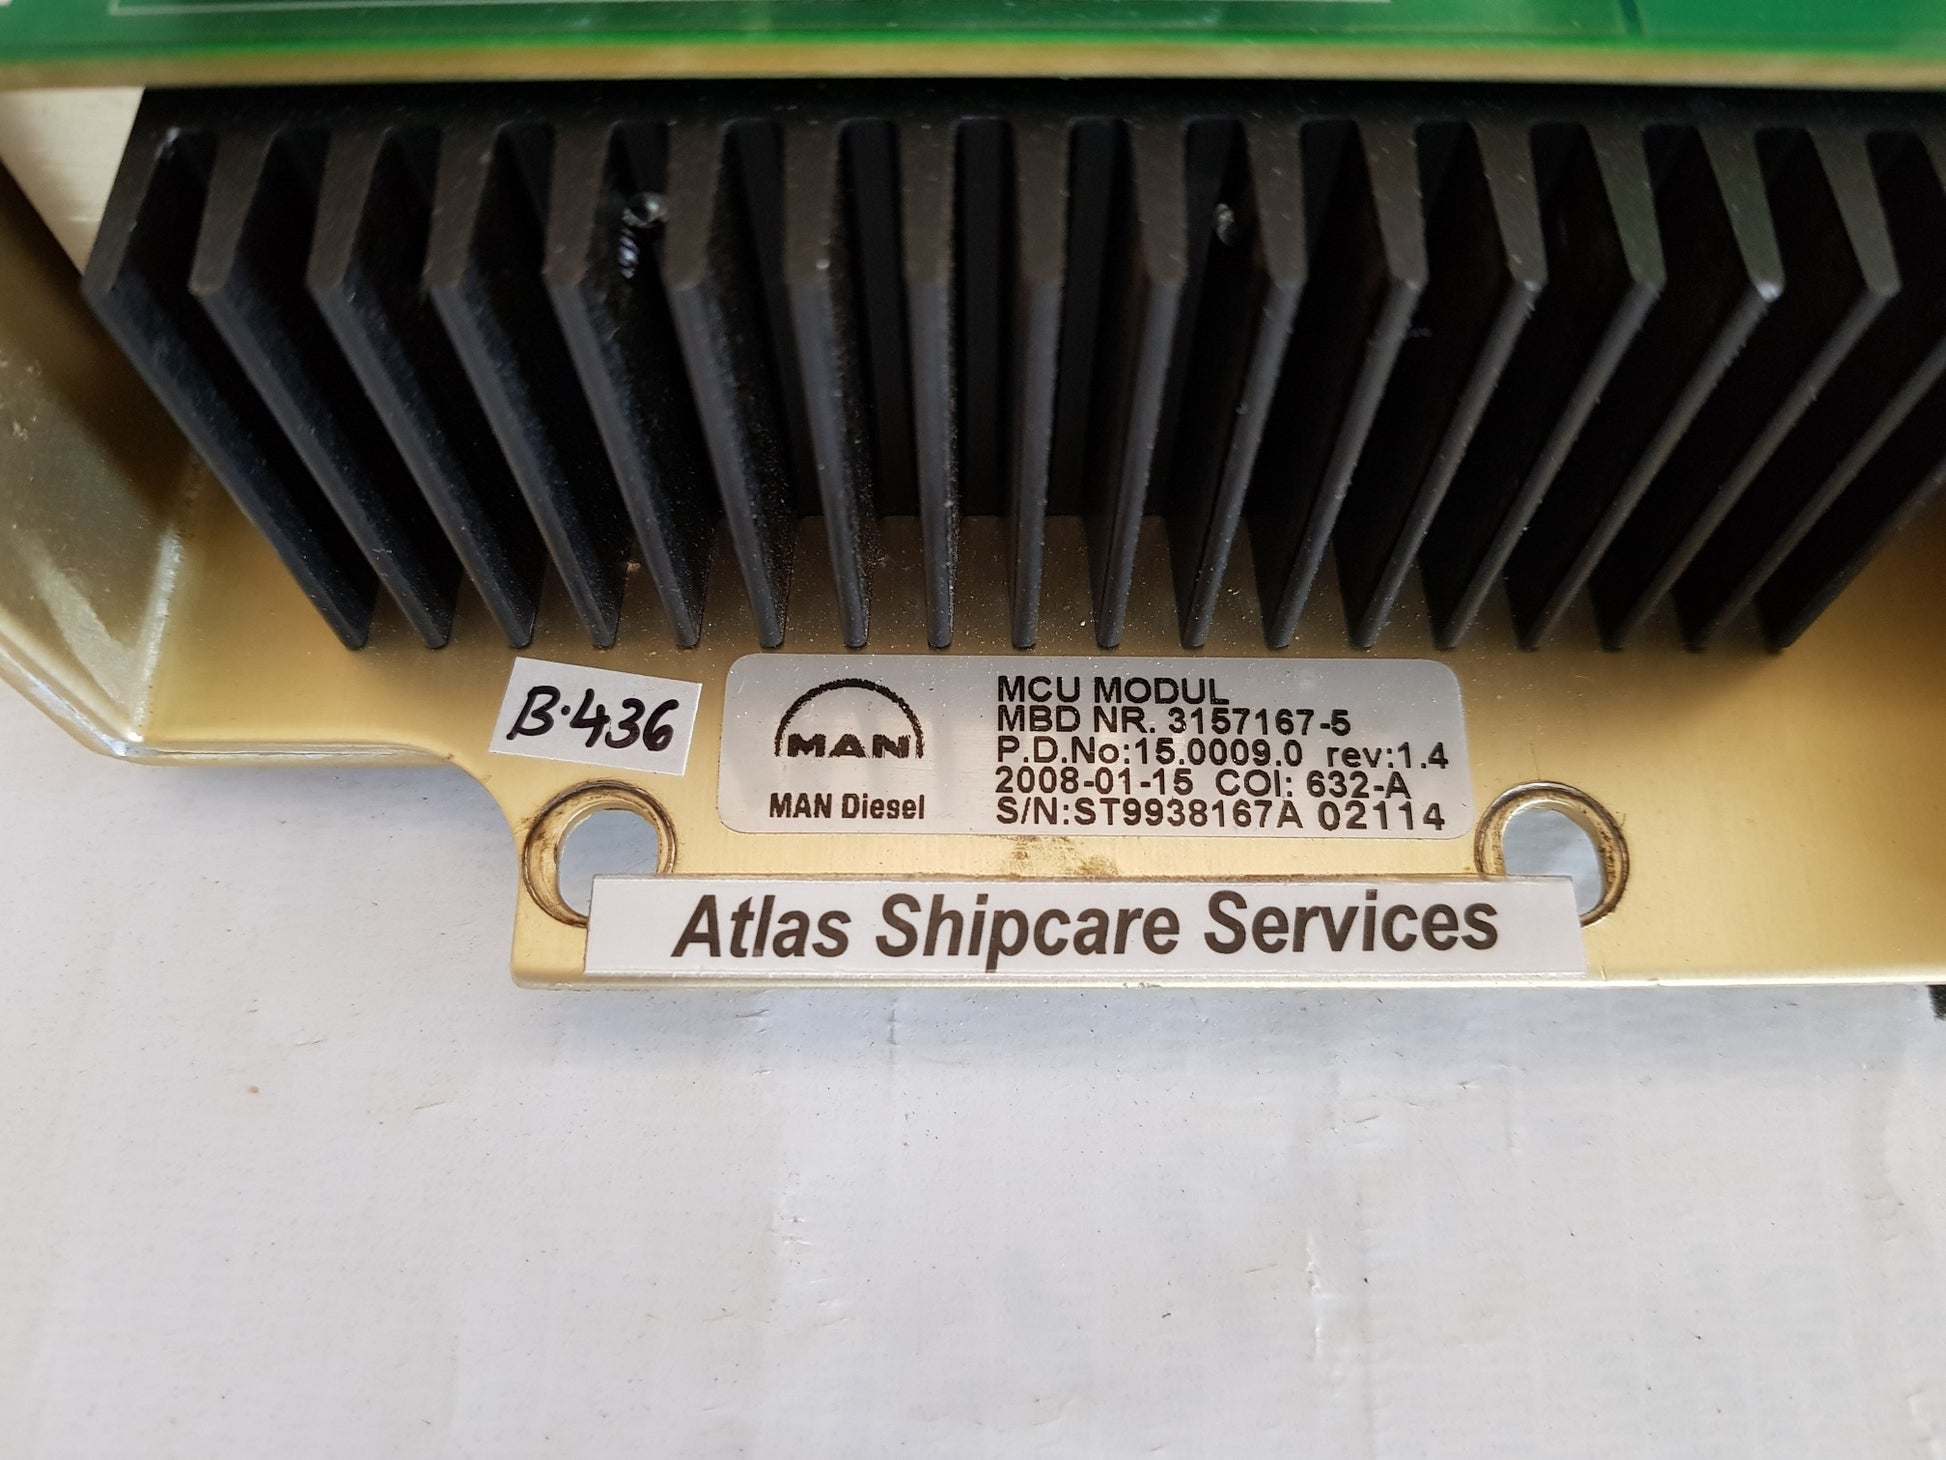 B.436
MAN
MAN Diesel
MCU MODUL
MBD NR. 3157167-5
P.D.No:15.0009.0 rev:1.4
2008-01-15 COI: 632-A
S/N:ST9938167A 02114
Atlas Shipcare Services